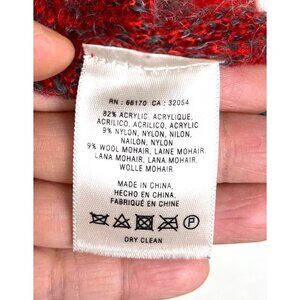 RN : 66170 CA : 32054
82% ACRYLIC, ACRYLIQUE,
ACRILICO, ACRILICO, ACRYLIC
9% NYLON, NYLON, NILON,
NAILON, NYLON
9% WOOL MOHAIR, LAINE MOHAIR,
LANA MOHAIR, LANA MOHAIR,
WOLLE MOHAIR
MADE IN CHINA,
HECHO EN CHINA,
FABRIQUE EN CHINE
P
DRY CLEAN